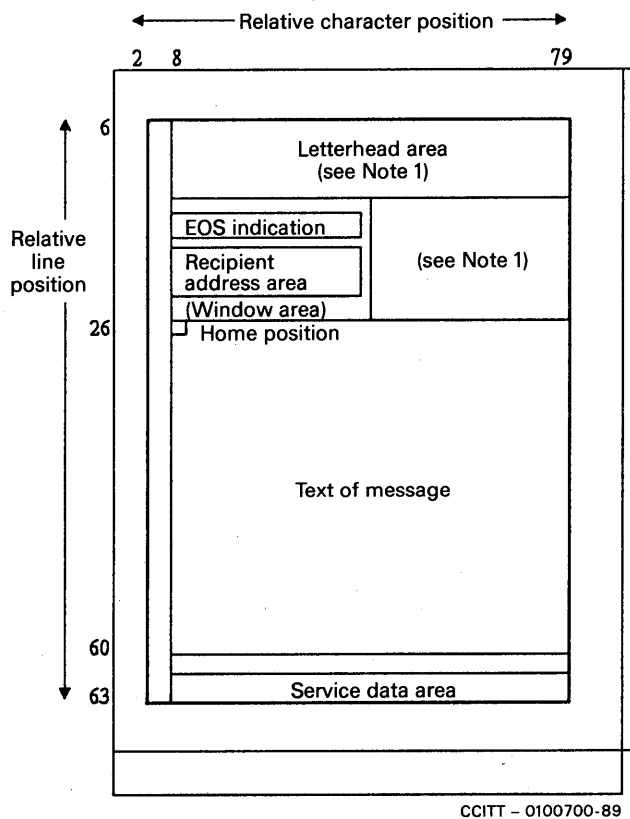 Relative character position
2 8 79
6
Letterhead area
(see Note 1)
EOS indication
Recipient
address area
(Window area)
(see Note 1)
Relative
line
position
26
Home position
Text of message
60
63
Service data area
CCITT – 0100700-89